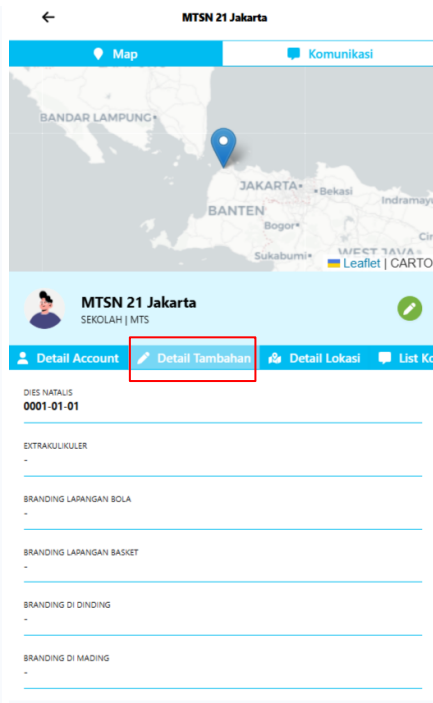 MTSN 21 Jakarta
Map
Komunikasi
BANDAR LAMPUNG
JAKARTA
Bekasi
Indramayu
BANTEN
Bogor
Cir
Sukabumi
WEST JAVA
Leaflet | CARTO
MTSN 21 Jakarta
SEKOLAH | MTS
Detail Account
Detail Tambahan
Detail Lokasi
List Ko
DIES NATALIS
0001-01-01
EXTRAKULIKULER
-
BRANDING LAPANGAN BOLA
-
BRANDING LAPANGAN BASKET
-
BRANDING DI DINDING
-
BRANDING DI MADING
-